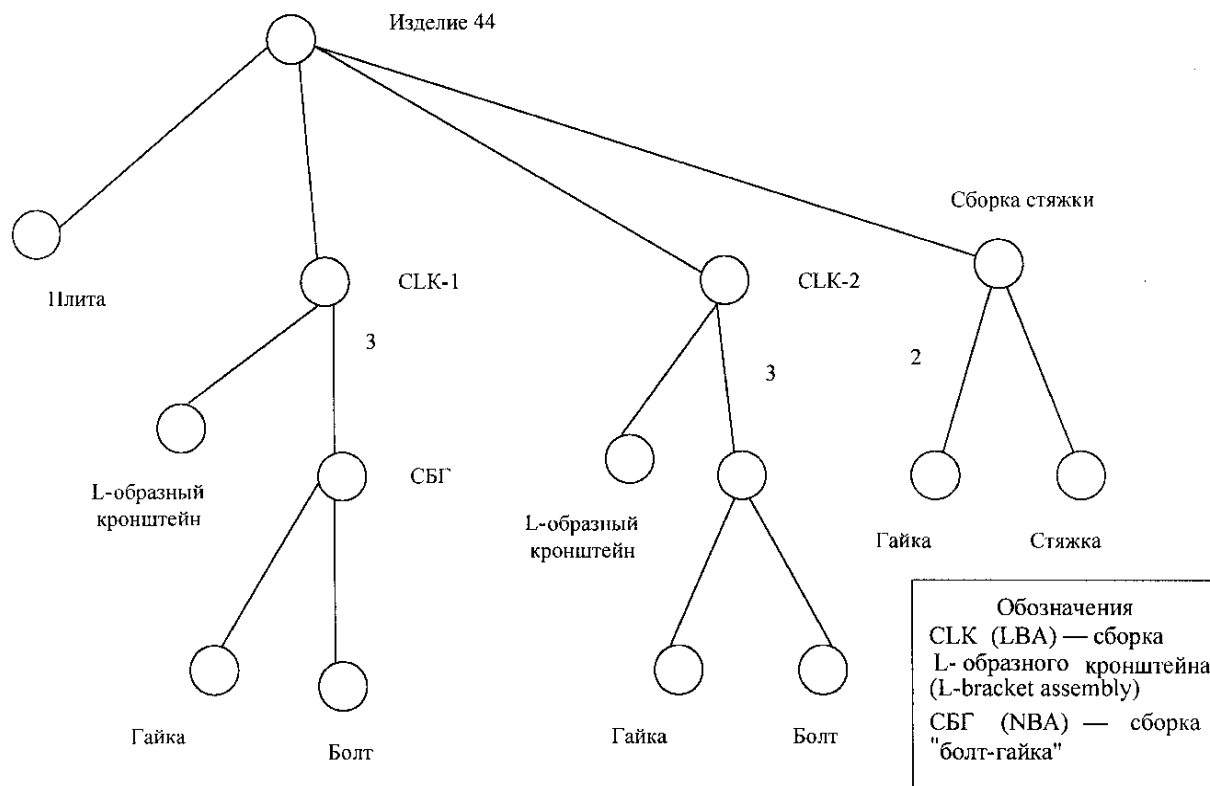 Изделие 44
Сборка стяжки
Плита
CLK-1
CLK-2
3
3
2
L-образный
кронштейн
СБГ
L-образный
кронштейн
Гайка
Стяжка
Гайка
Болт
Гайка
Болт
Обозначения
CLK (LBA) — сборка
L- образного кронштейна
(L-bracket assembly)
СБГ (NBA) — сборка
"болт-гайка"